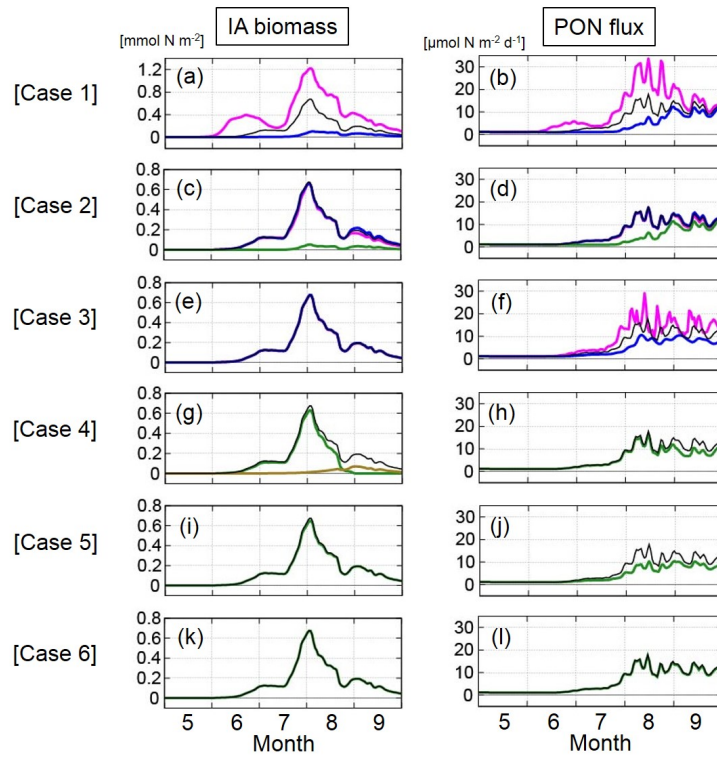 IA biomass
PON flux
[mmol N m-2]
[µmol N m-2 d-1]
[Case 1]
(a)
1.2
0.8
0.4
0
(b)
30
20
10
0
[Case 2]
(c)
0.8
0.6
0.4
0.2
0
(d)
30
20
10
0
[Case 3]
(e)
0.8
0.6
0.4
0.2
0
(f)
30
20
10
0
[Case 4]
(g)
0.8
0.6
0.4
0.2
0
(h)
30
20
10
0
[Case 5]
(i)
0.8
0.6
0.4
0.2
0
(j)
30
20
10
0
[Case 6]
(k)
0.8
0.6
0.4
0.2
0
(l)
30
20
10
0
5 6 7 8 9
Month
5 6 7 8 9
Month